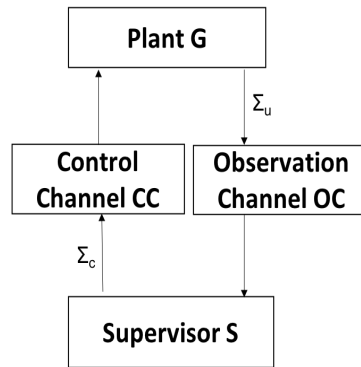 Plant G
Σu
Control
Channel CC
Observation
Channel OC
Σc
Supervisor S